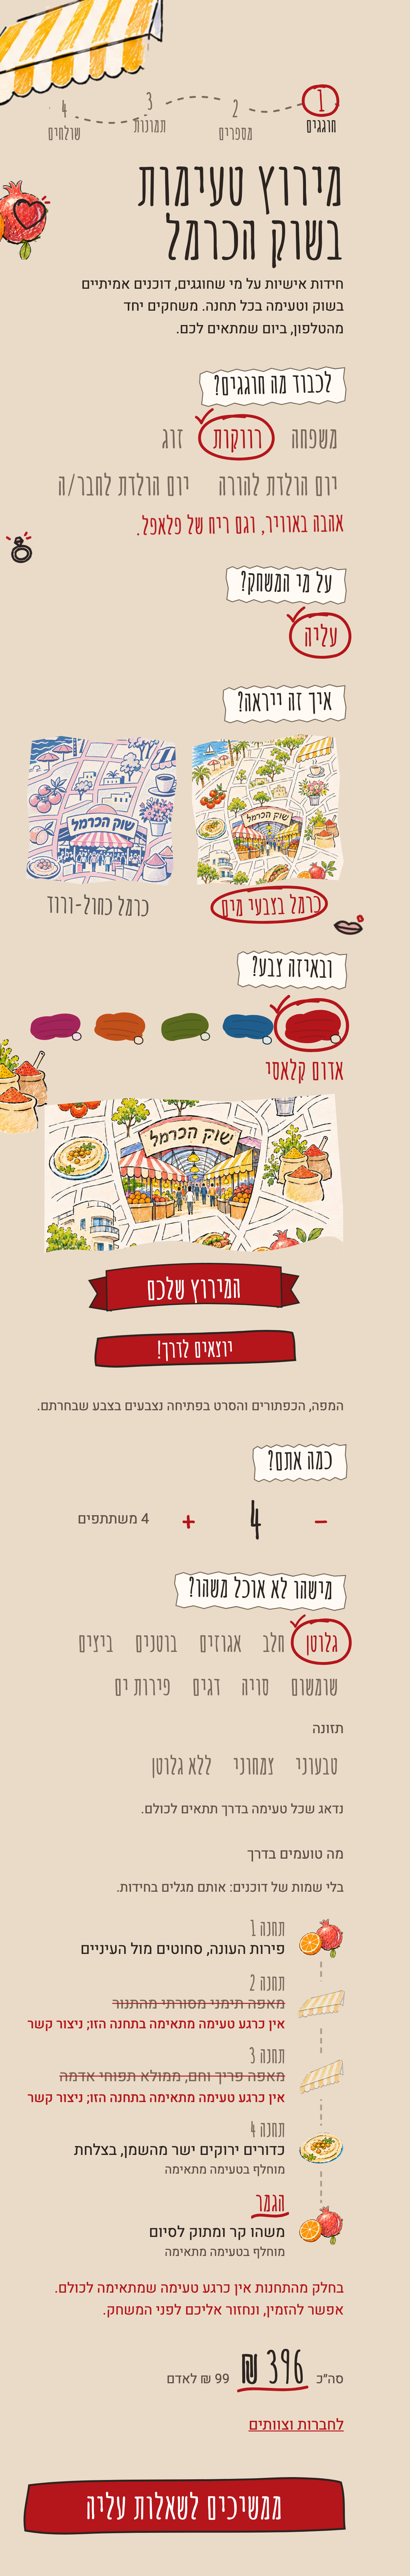 1
חוגגים
2
מספרים
3
תמונות
4
שולחים
מירוץ טעימות
בשוק הכרמל
חידות אישיות על מי שחוגגים, דוכנים אמיתיים
בשוק וטעימה בכל תחנה. משחקים יחד
מהטלפון, ביום שמתאים לכם.
לכבוד מה חוגגים?
משפחה רווקות זוג
יום הולדת להורה יום הולדת לחבר/ה
אהבה באוויר, וגם ריח של פלאפל.
על מי המשחק?
עליה
איך זה ייראה?
שוק הכרמל
שוק הכרמל
כרמל בצבעי מים
כרמל כחול-ורוד
ובאיזה צבע?
אדום קלאסי
שוק הכרמל
המירוץ שלכם
יוצאים לדרך!
המפה, הכפתורים והסרט בפתיחה נצבעים בצבע שבחרתם.
כמה אתם?
− 4 + 4 משתתפים
מישהו לא אוכל משהו?
גלוטן חלב אגוזים בוטנים ביצים
שומשום סויה דגים פירות ים
תזונה
טבעוני צמחוני ללא גלוטן
נדאג שכל טעימה בדרך תתאים לכולם.
מה טועמים בדרך
בלי שמות של דוכנים: אותם מגלים בחידות.
תחנה 1
פירות העונה, סחוטים מול העיניים
תחנה 2
מאפה תימני מסורתי מהתנור
אין כרגע טעימה מתאימה בתחנה הזו; ניצור קשר
תחנה 3
מאפה פריך וחם, ממולא תפוחי אדמה
אין כרגע טעימה מתאימה בתחנה הזו; ניצור קשר
תחנה 4
כדורים ירוקים ישר מהשמן, בצלחת
מוחלף בטעימה מתאימה
הגמר
משהו קר ומתוק לסיום
מוחלף בטעימה מתאימה
בחלק מהתחנות אין כרגע טעימה שמתאימה לכולם.
אפשר להזמין, ונחזור אליכם לפני המשחק.
סה״כ 396 ₪ 99 ₪ לאדם
לחברות וצוותים
ממשיכים לשאלות עליה